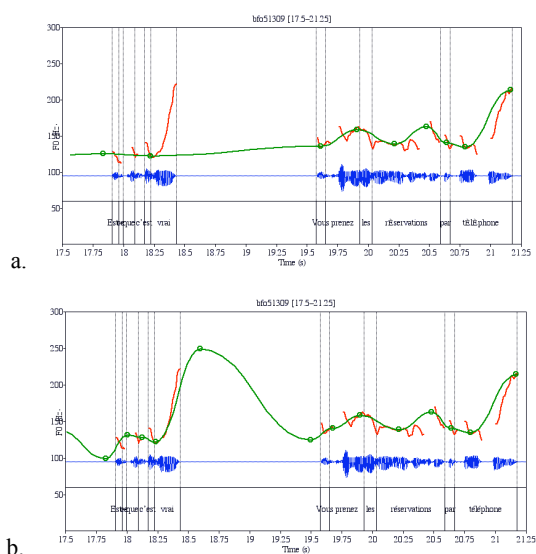 bfo51309 [17.5-21.25]
300
250
200
150
100
50
F0 (Hz)
Est-ce que c'est vrai Vous prenez les réservations par téléphone
17.5 17.75 18 18.25 18.5 18.75 19 19.25 19.5 19.75 20 20.25 20.5 20.75 21 21.25
Time (s)
a.
bfo51309 [17.5-21.25]
300
250
200
150
100
50
F0 (Hz)
Est-ce que c'est vrai Vous prenez les réservations par téléphone
17.5 17.75 18 18.25 18.5 18.75 19 19.25 19.5 19.75 20 20.25 20.5 20.75 21 21.25
Time (s)
b.